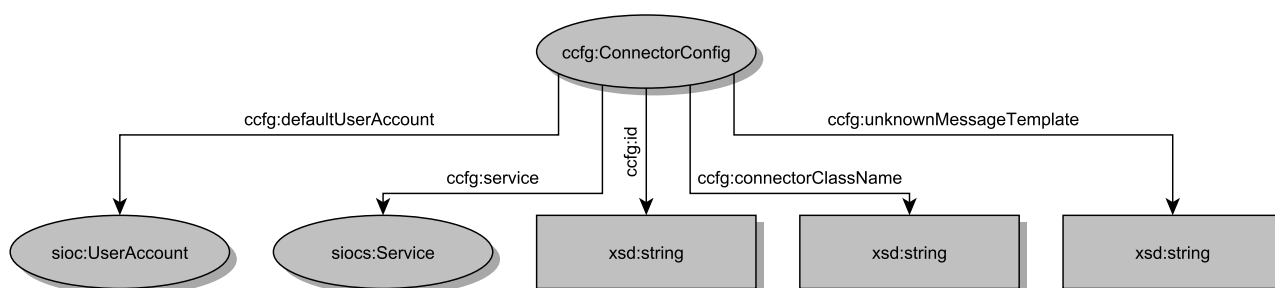 ccfg:ConnectorConfig
ccfg:defaultUserAccount
ccfg:unknownMessageTemplate
ccfg:service
ccfg:id
ccfg:connectorClassName
sioc:UserAccount
siocs:Service
xsd:string
xsd:string
xsd:string